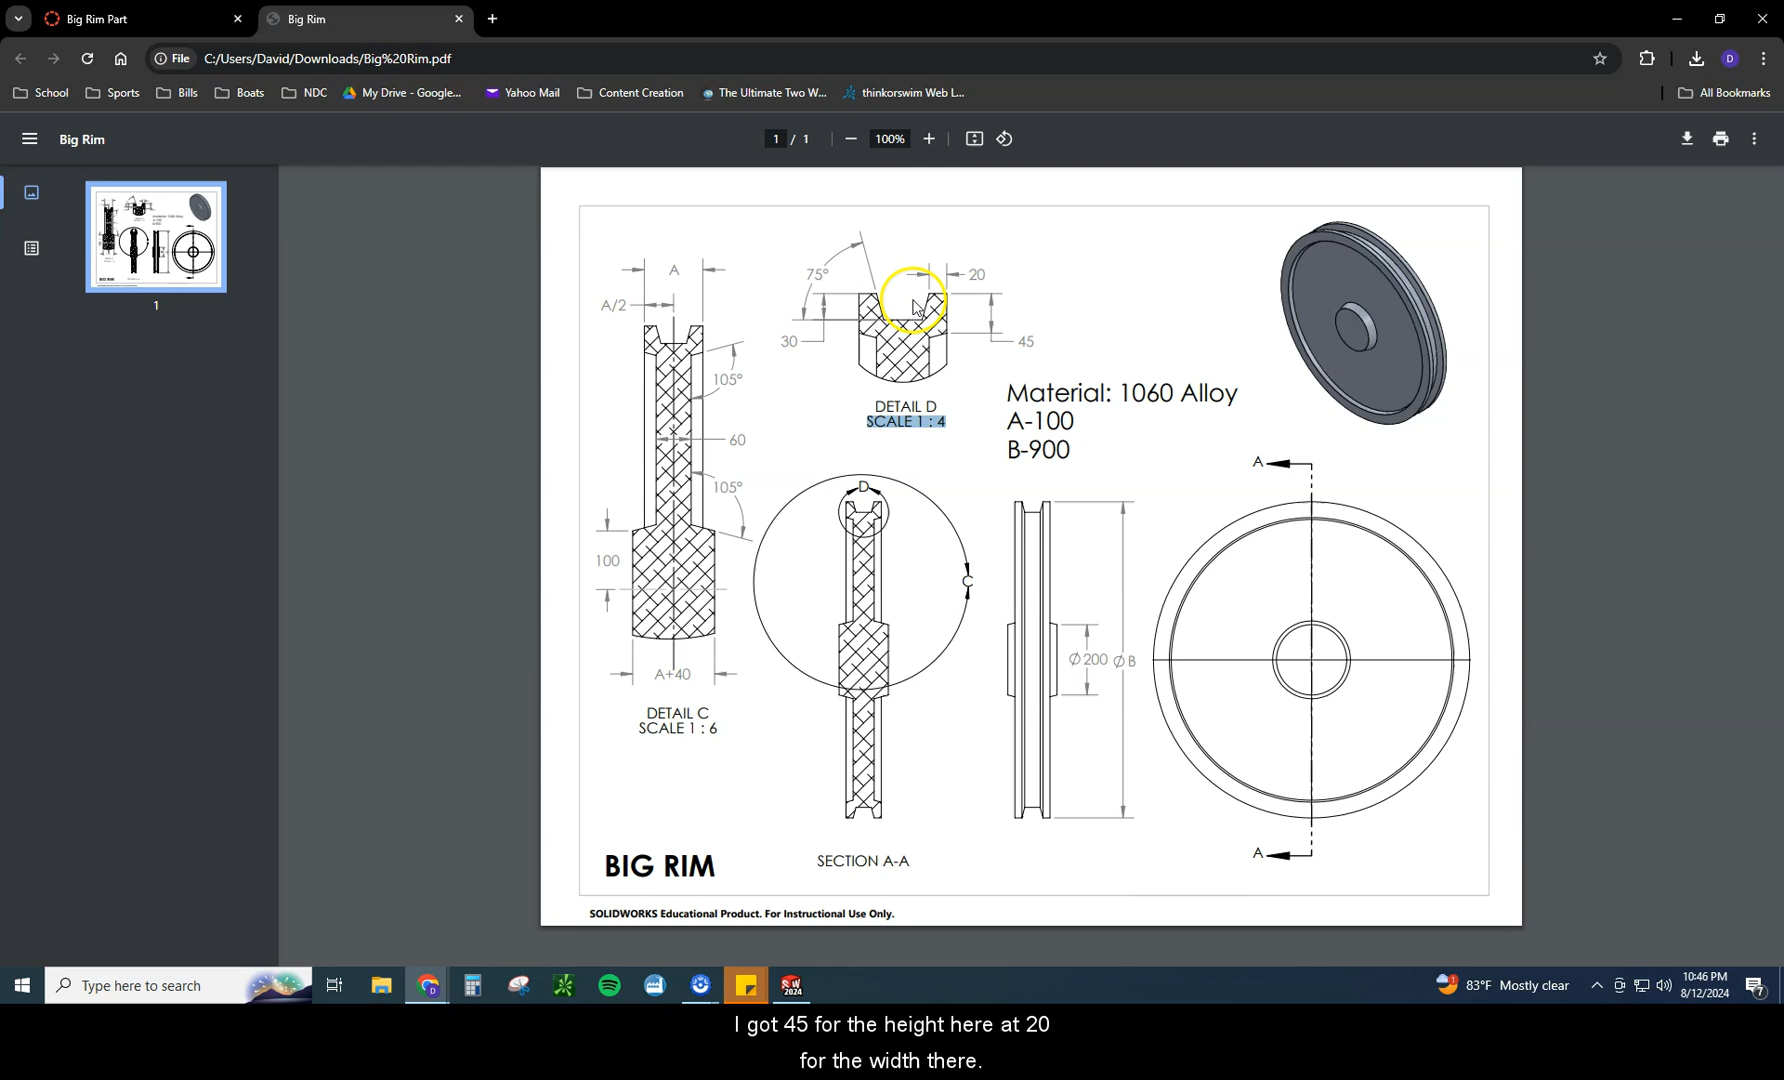 Big Rim Part
Big Rim
File
C:/Users/David/Downloads/Big%20Rim.pdf
D
School
Sports
Bills
Boats
NDC
My Drive - Google...
Yahoo Mail
Content Creation
The Ultimate Two W...
thinkorswim Web L...
All Bookmarks
Big Rim
1 / 1
100%
1
A
A/2
105°
60
105°
100
A+40
DETAIL C
SCALE 1 : 6
75°
20
30
45
DETAIL D
SCALE 1 : 4
Material: 1060 Alloy
A-100
B-900
D
C
SECTION A-A
Ø200
ØB
A
A
BIG RIM
SOLIDWORKS Educational Product. For Instructional Use Only.
Type here to search
SW
2024
83°F Mostly clear
10:46 PM
8/12/2024
7
I got 45 for the height here at 20
for the width there.